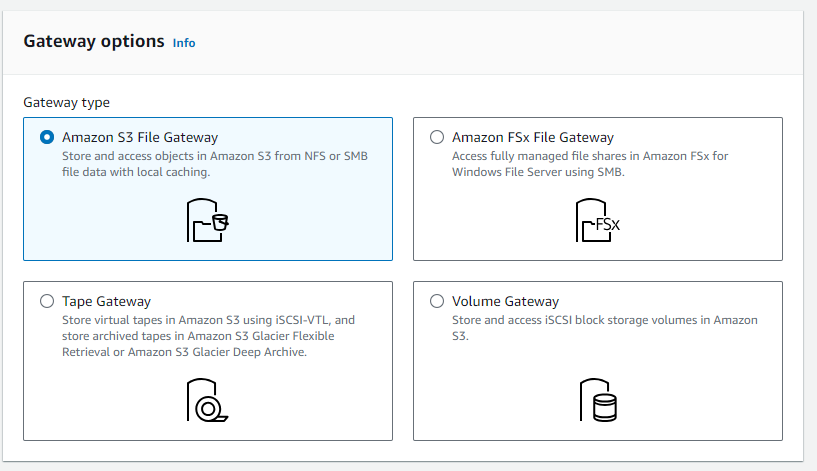 Gateway options Info
Gateway type
Amazon S3 File Gateway
Store and access objects in Amazon S3 from NFS or SMB
file data with local caching.
Amazon FSx File Gateway
Access fully managed file shares in Amazon FSx for
Windows File Server using SMB.
FSx
Tape Gateway
Store virtual tapes in Amazon S3 using iSCSI-VTL, and
store archived tapes in Amazon S3 Glacier Flexible
Retrieval or Amazon S3 Glacier Deep Archive.
Volume Gateway
Store and access iSCSI block storage volumes in Amazon
S3.